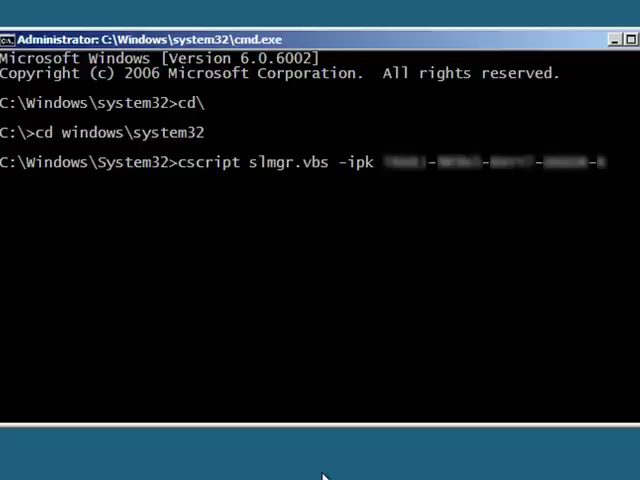 Administrator: C:\Windows\system32\cmd.exe
Microsoft Windows [Version 6.0.6002]
Copyright (c) 2006 Microsoft Corporation.  All rights reserved.
C:\Windows\system32>cd\
C:\>cd windows\system32
C:\Windows\System32>cscript slmgr.vbs -ipk